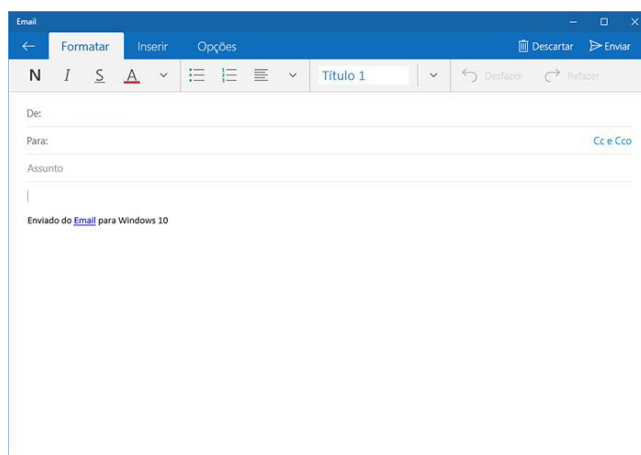 Email
Formatar Inserir Opções Descartar Enviar
N I S A Título 1 Desfazer Refazer
De:
Para: Cc e Cco
Assunto
Enviado do Email para Windows 10